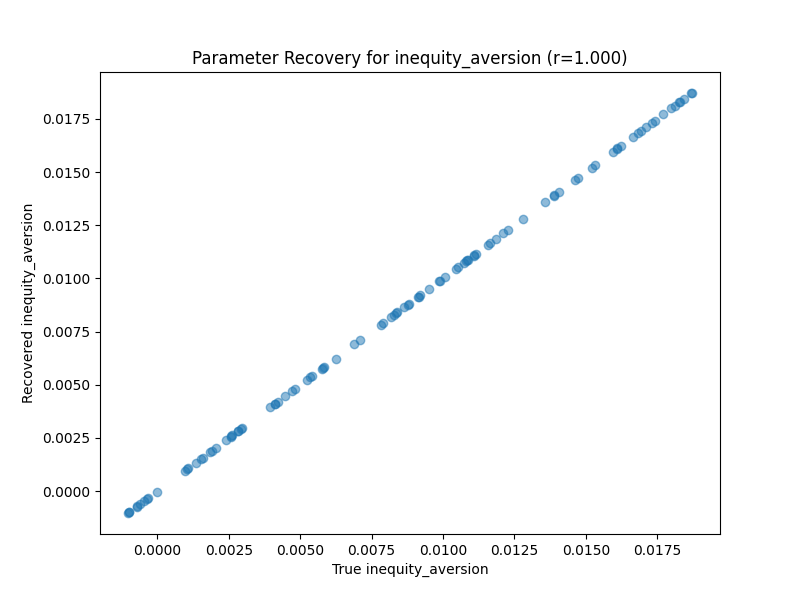 Parameter Recovery for inequity_aversion (r=1.000)
Recovered inequity_aversion
0.0175
0.0150
0.0125
0.0100
0.0075
0.0050
0.0025
0.0000
0.0000 0.0025 0.0050 0.0075 0.0100 0.0125 0.0150 0.0175
True inequity_aversion